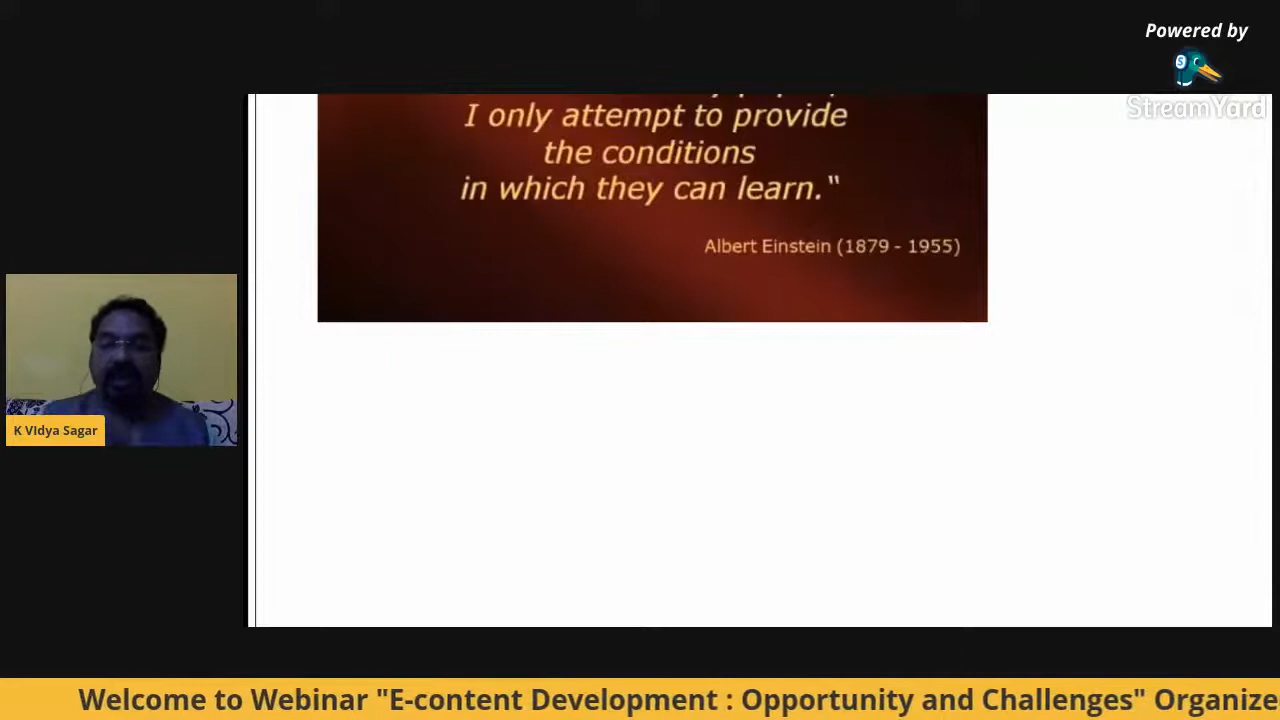 Powered by
StreamYard
I only attempt to provide
the conditions
in which they can learn."
Albert Einstein (1879 - 1955)
K Vidya Sagar
Welcome to Webinar "E-content Development : Opportunity and Challenges" Organize